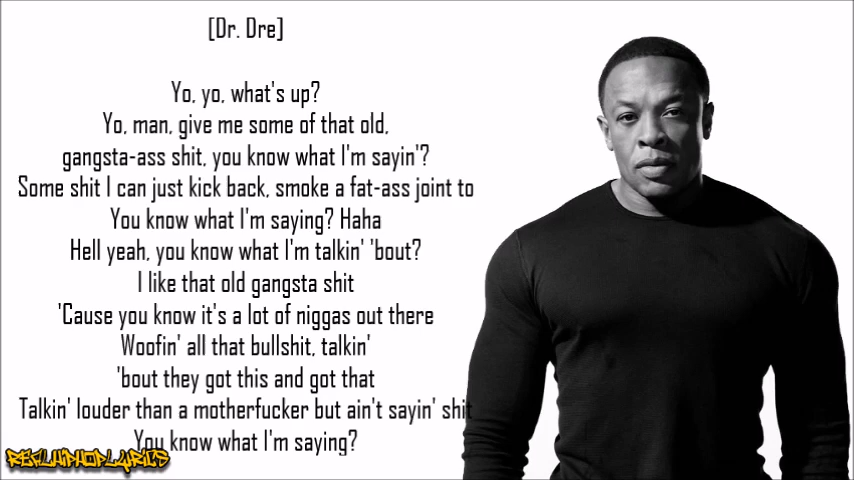 [Dr. Dre]
Yo, yo, what's up?
Yo, man, give me some of that old,
gangsta-ass shit, you know what I'm sayin'?
Some shit I can just kick back, smoke a fat-ass joint to
You know what I'm saying? Haha
Hell yeah, you know what I'm talkin' 'bout?
I like that old gangsta shit
'Cause you know it's a lot of niggas out there
Woofin' all that bullshit, talkin'
'bout they got this and got that
Talkin' louder than a motherfucker but ain't sayin' shit
You know what I'm saying?
REALHIPHOPLYRICS